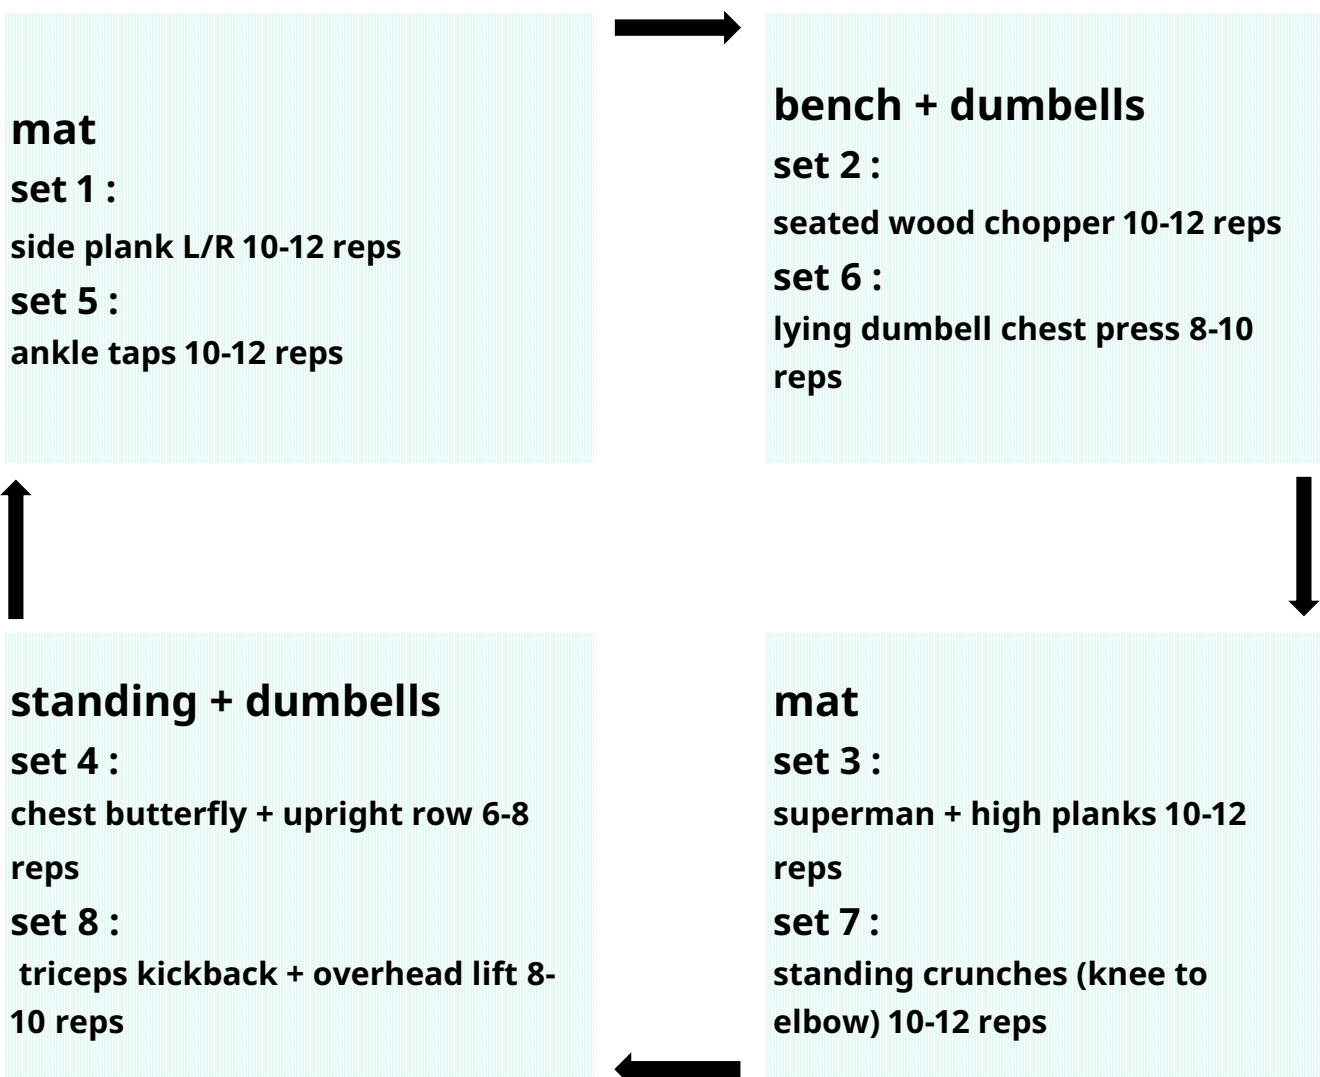 mat
set 1 :
side plank L/R 10-12 reps
set 5 :
ankle taps 10-12 reps
bench + dumbells
set 2 :
seated wood chopper 10-12 reps
set 6 :
lying dumbell chest press 8-10
reps
standing + dumbells
set 4 :
chest butterfly + upright row 6-8
reps
set 8 :
triceps kickback + overhead lift 8-
10 reps
mat
set 3 :
superman + high planks 10-12
reps
set 7 :
standing crunches (knee to
elbow) 10-12 reps